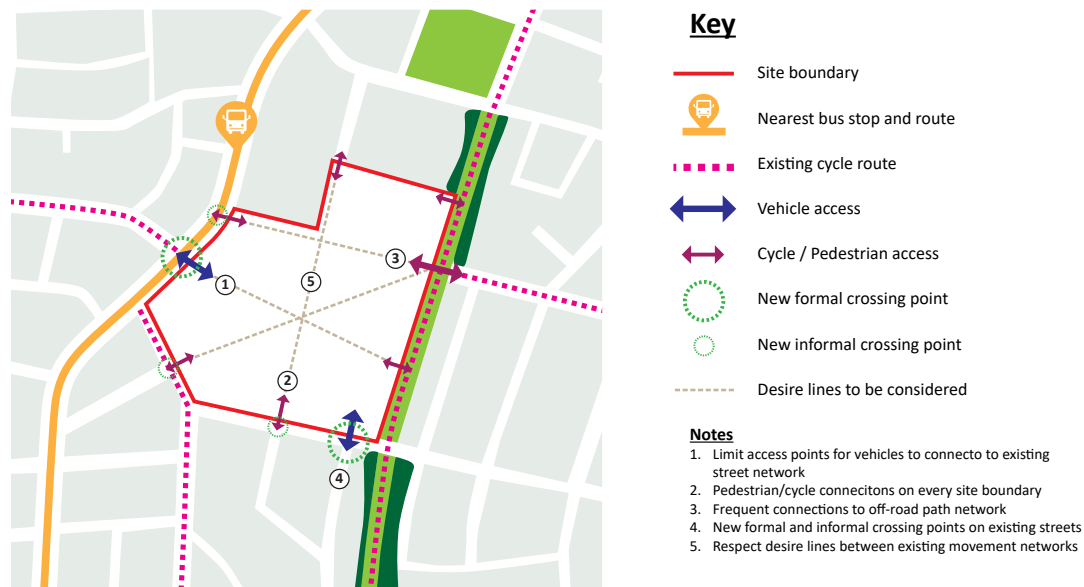 Key
Site boundary
Nearest bus stop and route
Existing cycle route
Vehicle access
Cycle / Pedestrian access
New formal crossing point
New informal crossing point
Desire lines to be considered
Notes
1. Limit access points for vehicles to connecto to existing
street network
2. Pedestrian/cycle connecitons on every site boundary
3. Frequent connections to off-road path network
4. New formal and informal crossing points on existing streets
5. Respect desire lines between existing movement networks
3
1
5
2
4